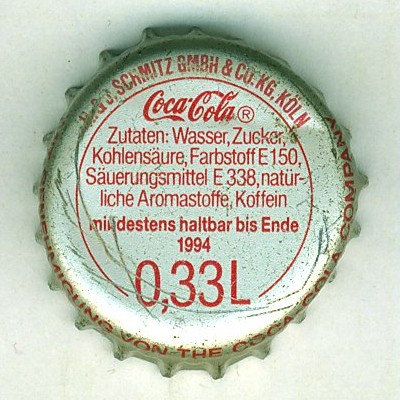 & J. SCHMITZ GMBH & CO. KG. KÖLN
Coca-Cola®
Zutaten: Wasser, Zucker,
Kohlensäure, Farbstoff E 150,
Säuerungsmittel E 338, natür-
liche Aromastoffe, Koffein
mindestens haltbar bis Ende
1994
0,33L
VON THE COCA-COLA COMPANY